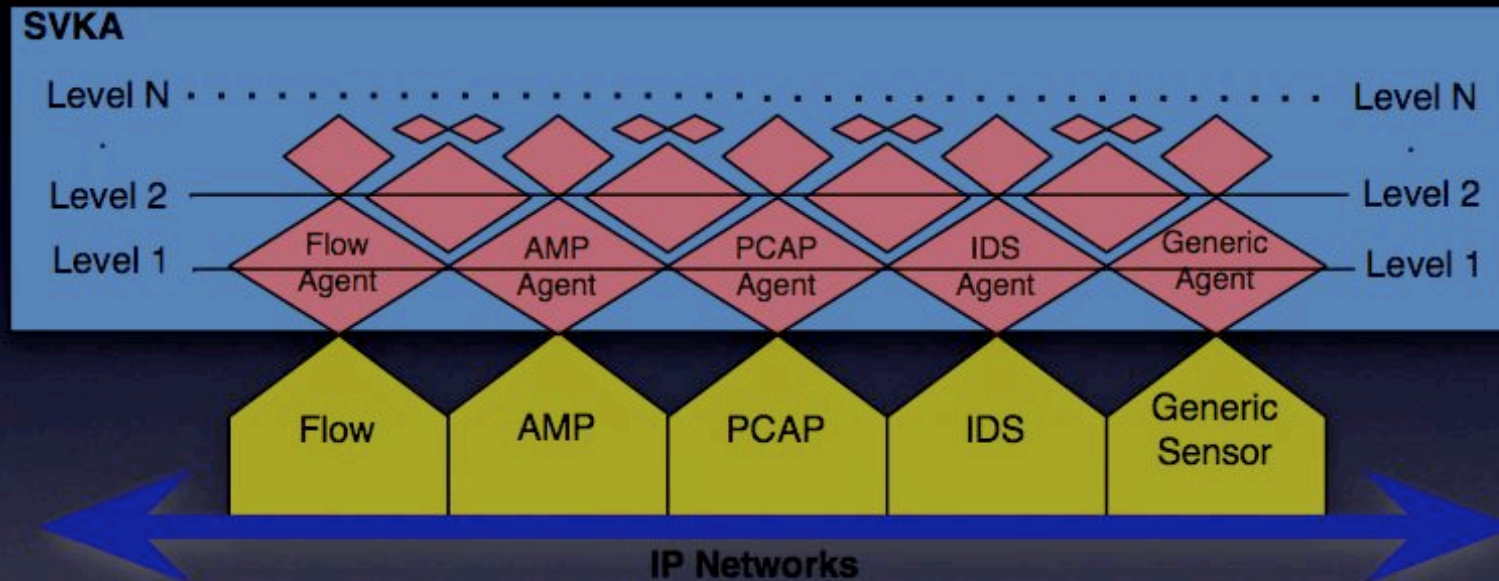 SVKA
Level N
Level N
Level 2
Level 2
Level 1
Level 1
Flow
Agent
AMP
Agent
PCAP
Agent
IDS
Agent
Generic
Agent
Flow
AMP
PCAP
IDS
Generic
Sensor
IP Networks